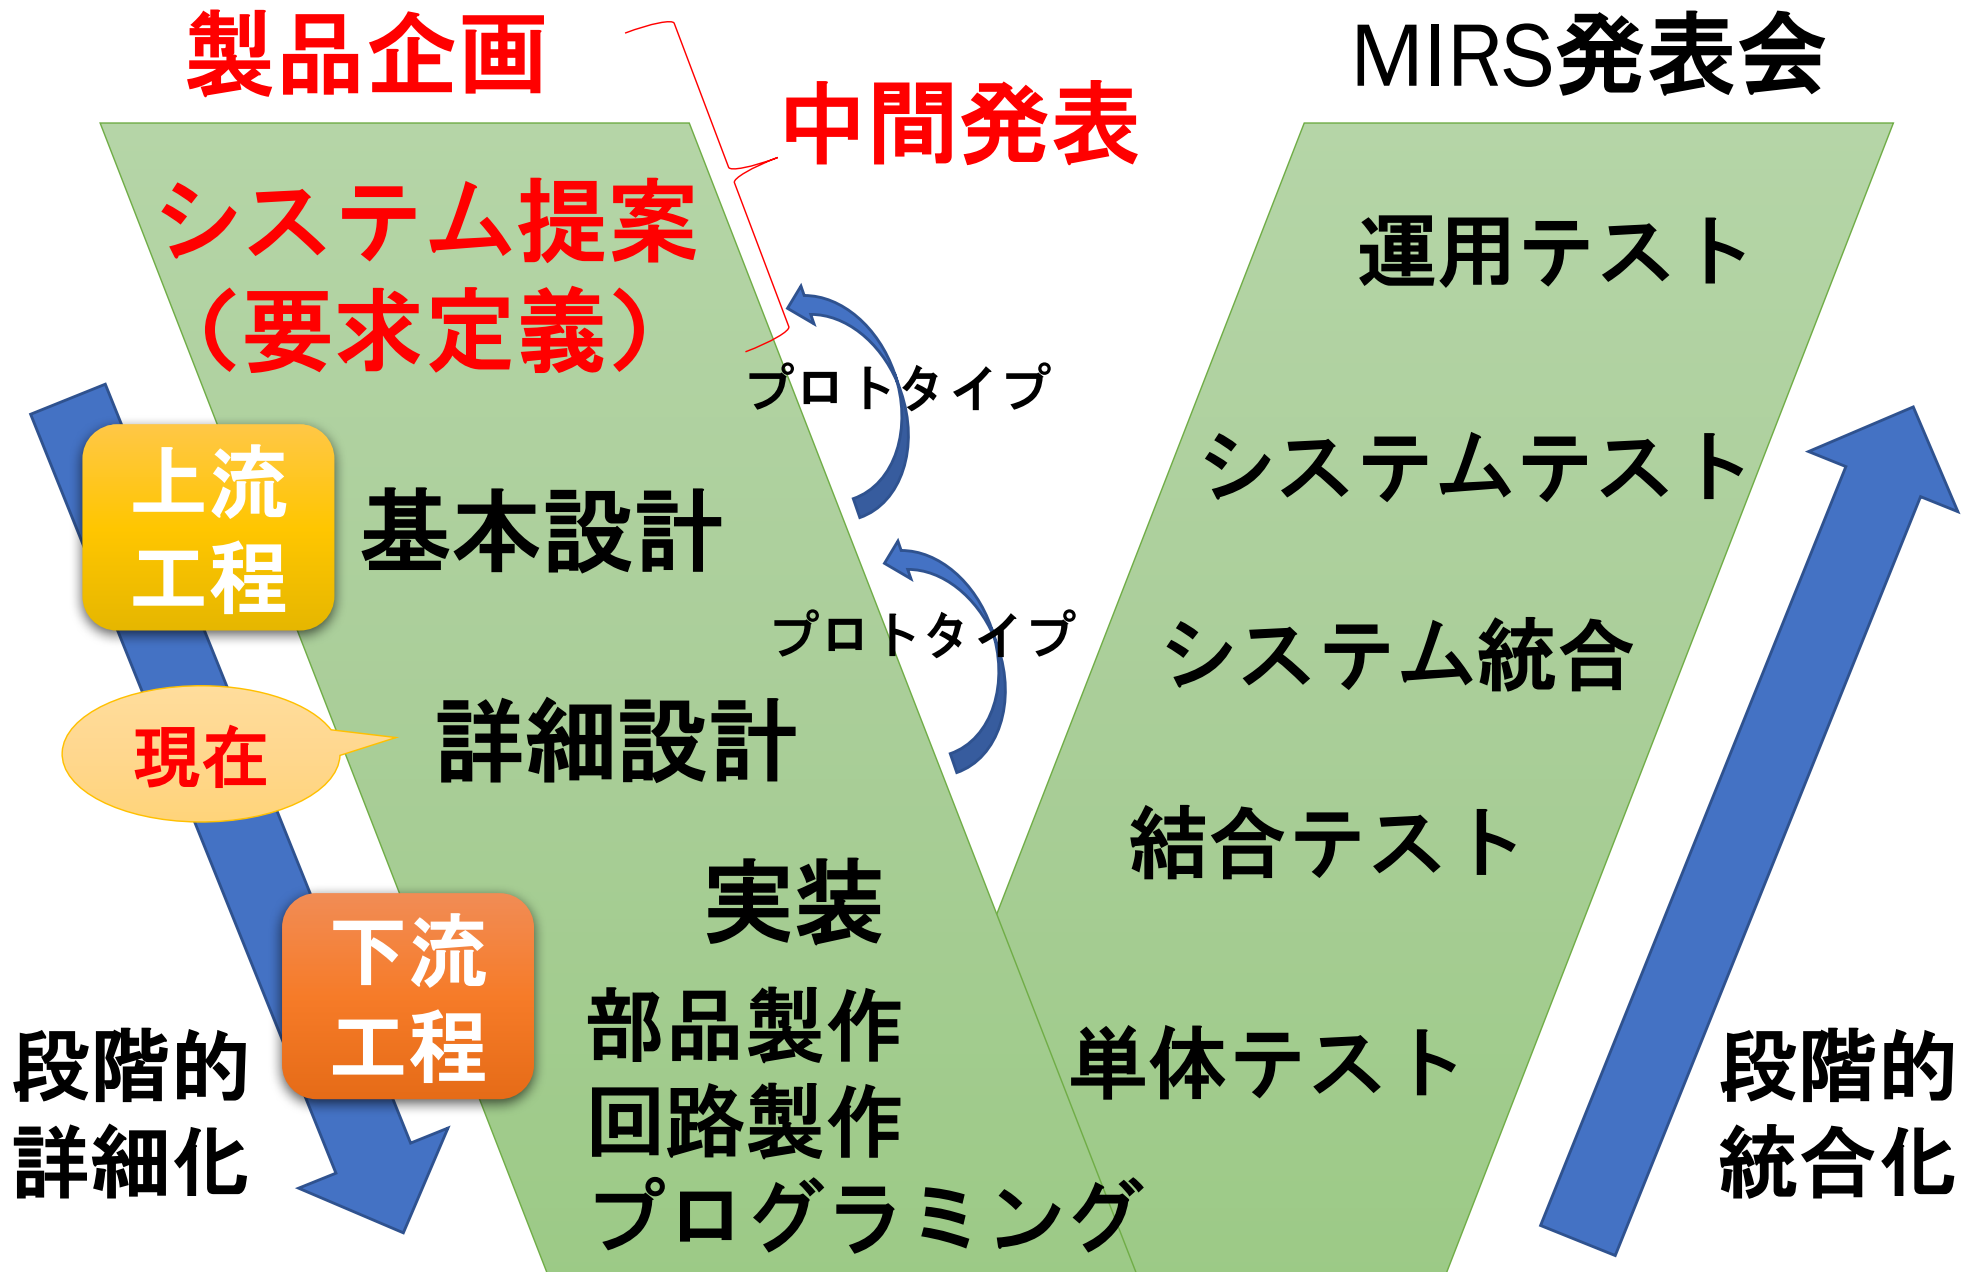 製品企画
中間発表
MIRS発表会
システム提案
（要求定義）
プロトタイプ
上流
工程
基本設計
プロトタイプ
現在
詳細設計
下流
工程
実装
部品製作
回路製作
プログラミング
段階的
詳細化
運用テスト
システムテスト
システム統合
結合テスト
単体テスト
段階的
統合化